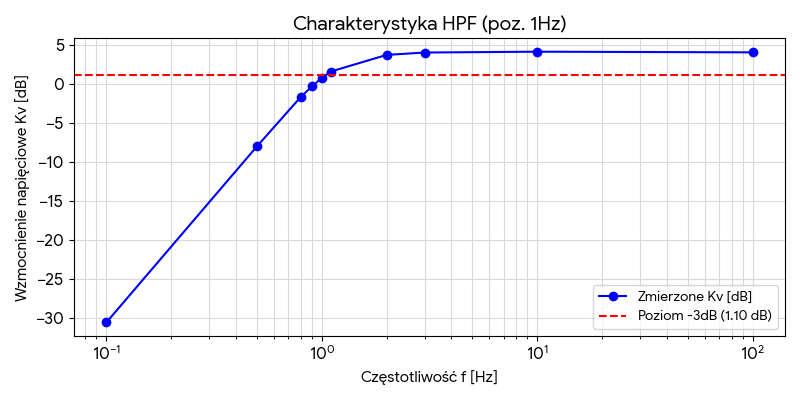 Charakterystyka HPF (poz. 1Hz)
Wzmocnienie napięciowe Kv [dB]
5
0
−5
−10
−15
−20
−25
−30
Zmierzone Kv [dB]
Poziom -3dB (1.10 dB)
10⁻¹
10⁰
10¹
10²
Częstotliwość f [Hz]